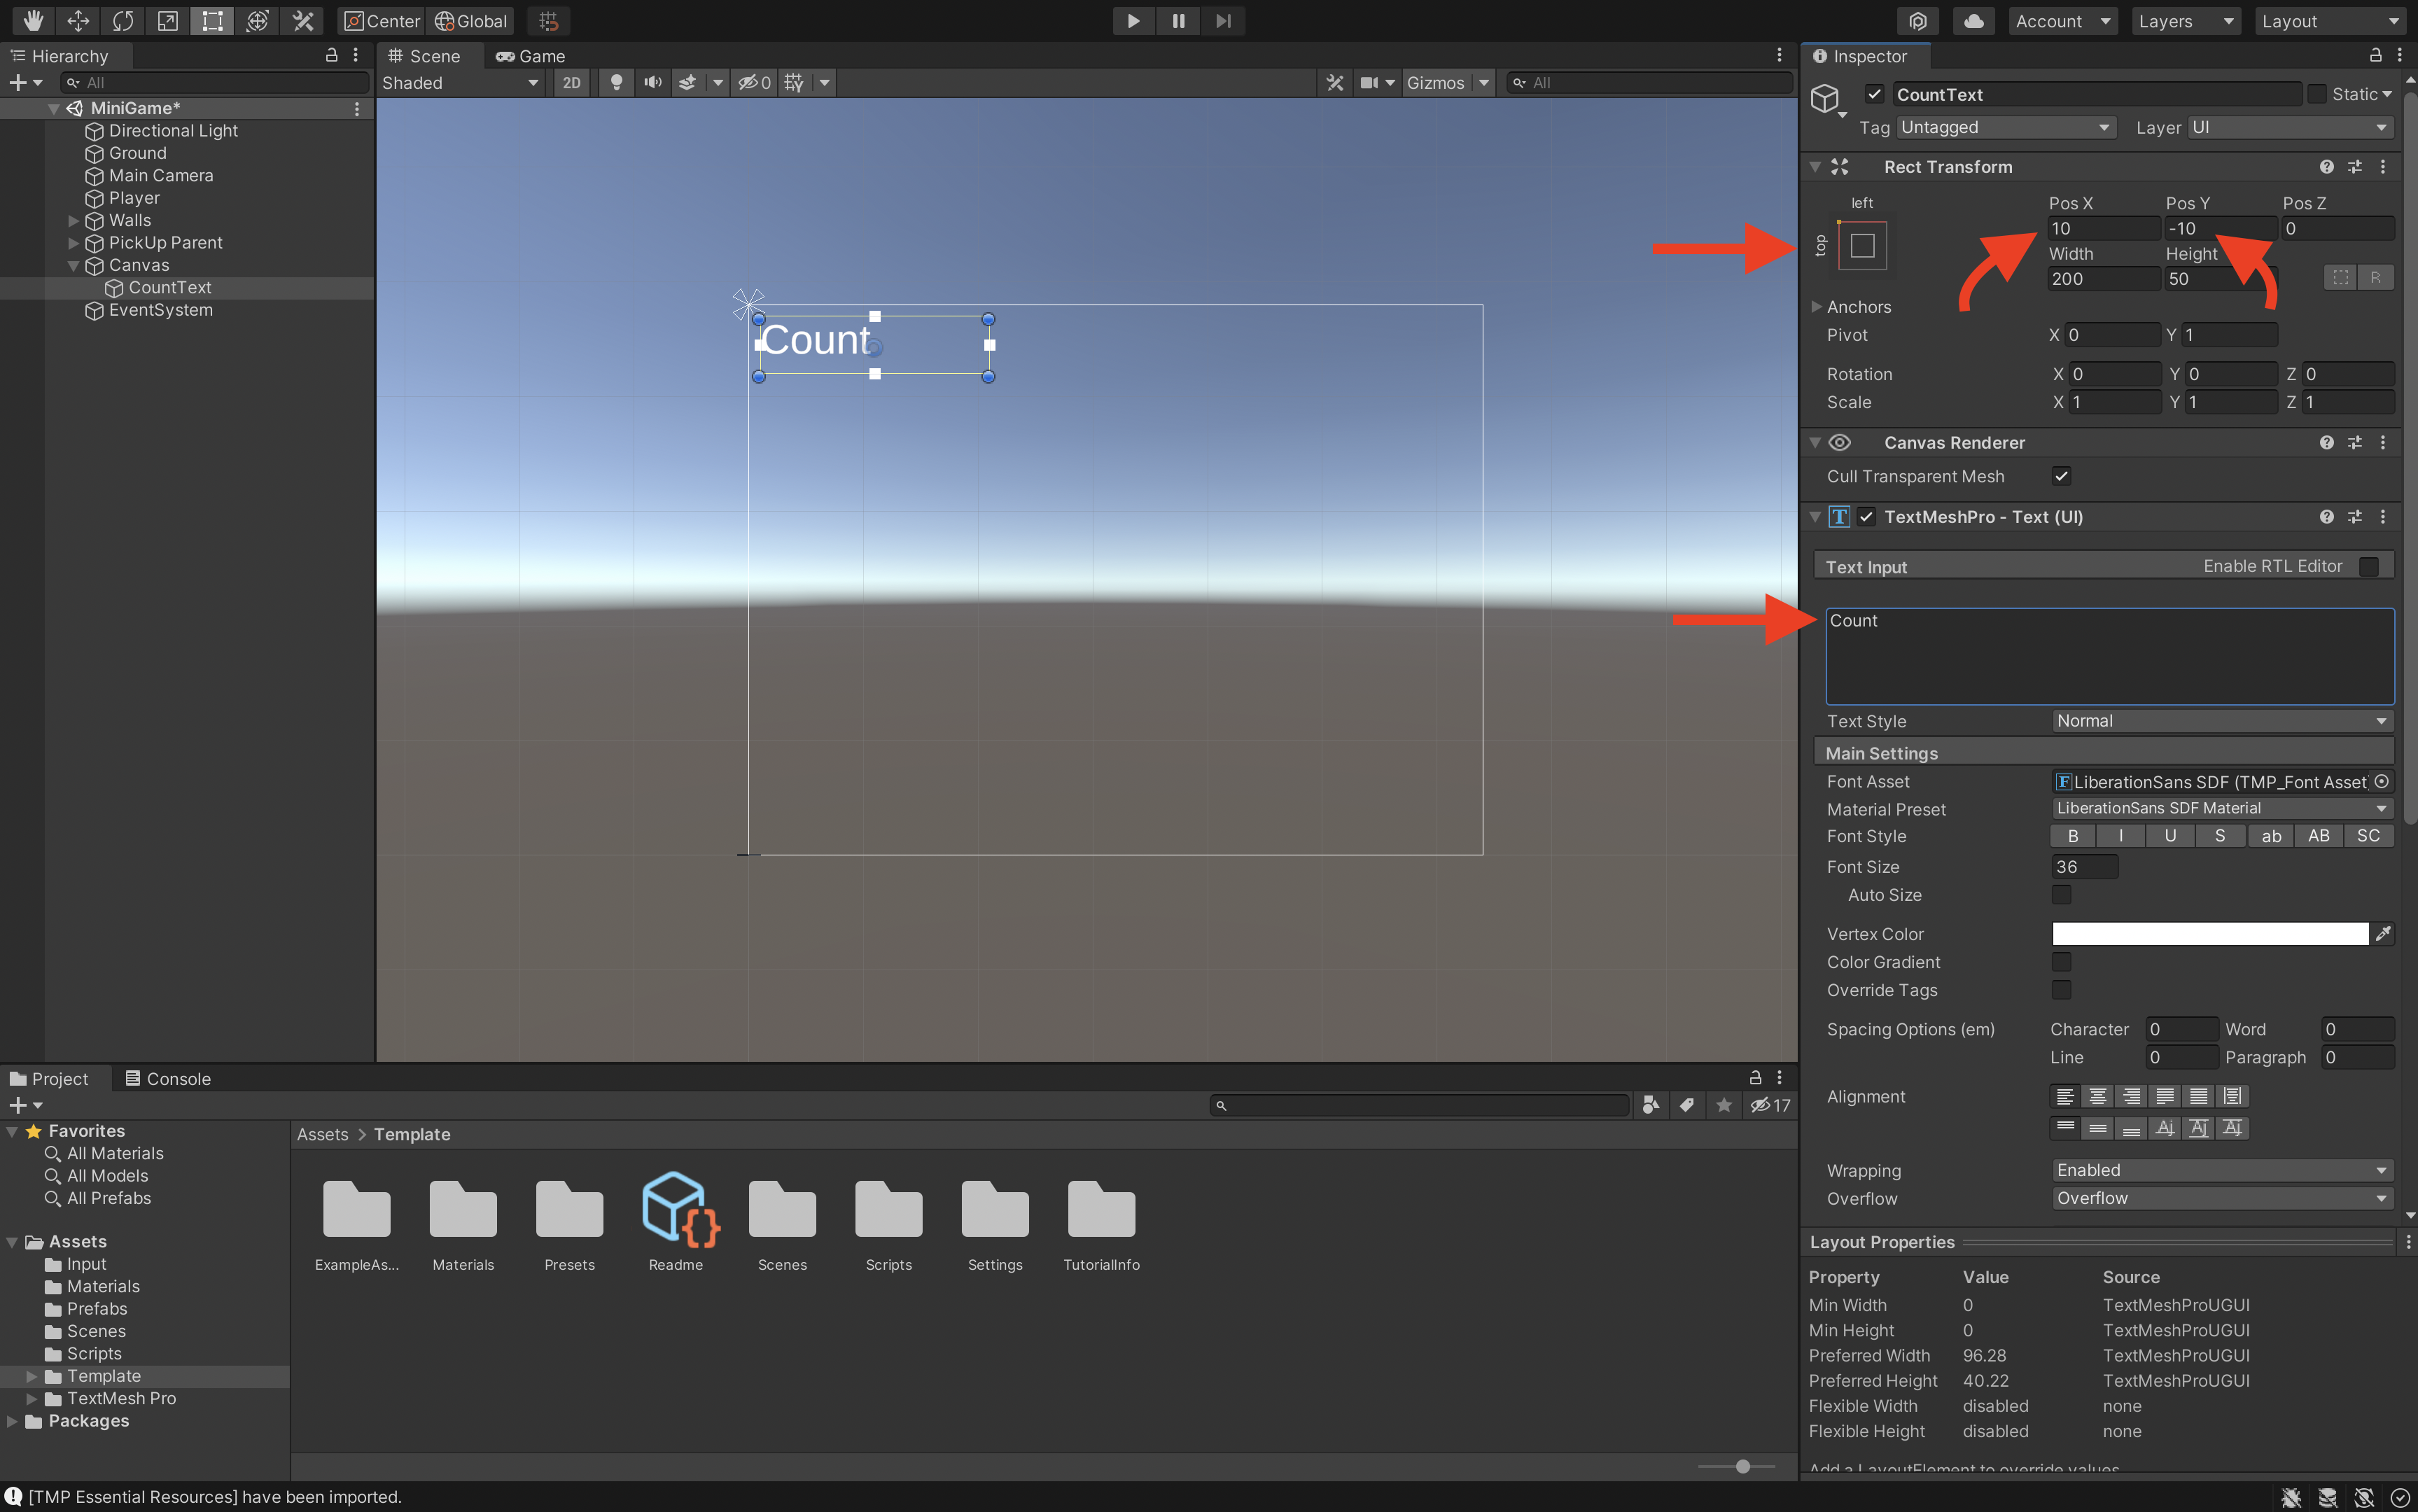 Center Global Account Layers Layout
Hierarchy
All
MiniGame*
Directional Light
Ground
Main Camera
Player
Walls
PickUp Parent
Canvas
CountText
EventSystem
Scene Game
Shaded 2D 0 Gizmos All
Count
Inspector
CountText Static
Tag Untagged Layer UI
Rect Transform
left
top
Pos X Pos Y Pos Z
10 -10 0
Width Height
200 50 R
Anchors
Pivot X 0 Y 1
Rotation X 0 Y 0 Z 0
Scale X 1 Y 1 Z 1
Canvas Renderer
Cull Transparent Mesh
TextMeshPro - Text (UI)
Text Input Enable RTL Editor
Count
Text Style Normal
Main Settings
Font Asset LiberationSans SDF (TMP_Font Asset)
Material Preset LiberationSans SDF Material
Font Style B I U S ab AB SC
Font Size 36
Auto Size
Vertex Color
Color Gradient
Override Tags
Spacing Options (em) Character 0 Word 0
Line 0 Paragraph 0
Alignment
Wrapping Enabled
Overflow Overflow
Layout Properties
Property Value Source
Min Width 0 TextMeshProUGUI
Min Height 0 TextMeshProUGUI
Preferred Width 96.28 TextMeshProUGUI
Preferred Height 40.22 TextMeshProUGUI
Flexible Width disabled none
Flexible Height disabled none
Add a LayoutElement to override values
Project Console
17
Favorites
All Materials
All Models
All Prefabs
Assets
Input
Materials
Prefabs
Scenes
Scripts
Template
TextMesh Pro
Packages
Assets > Template
ExampleAs... Materials Presets Readme Scenes Scripts Settings TutorialInfo
[TMP Essential Resources] have been imported.